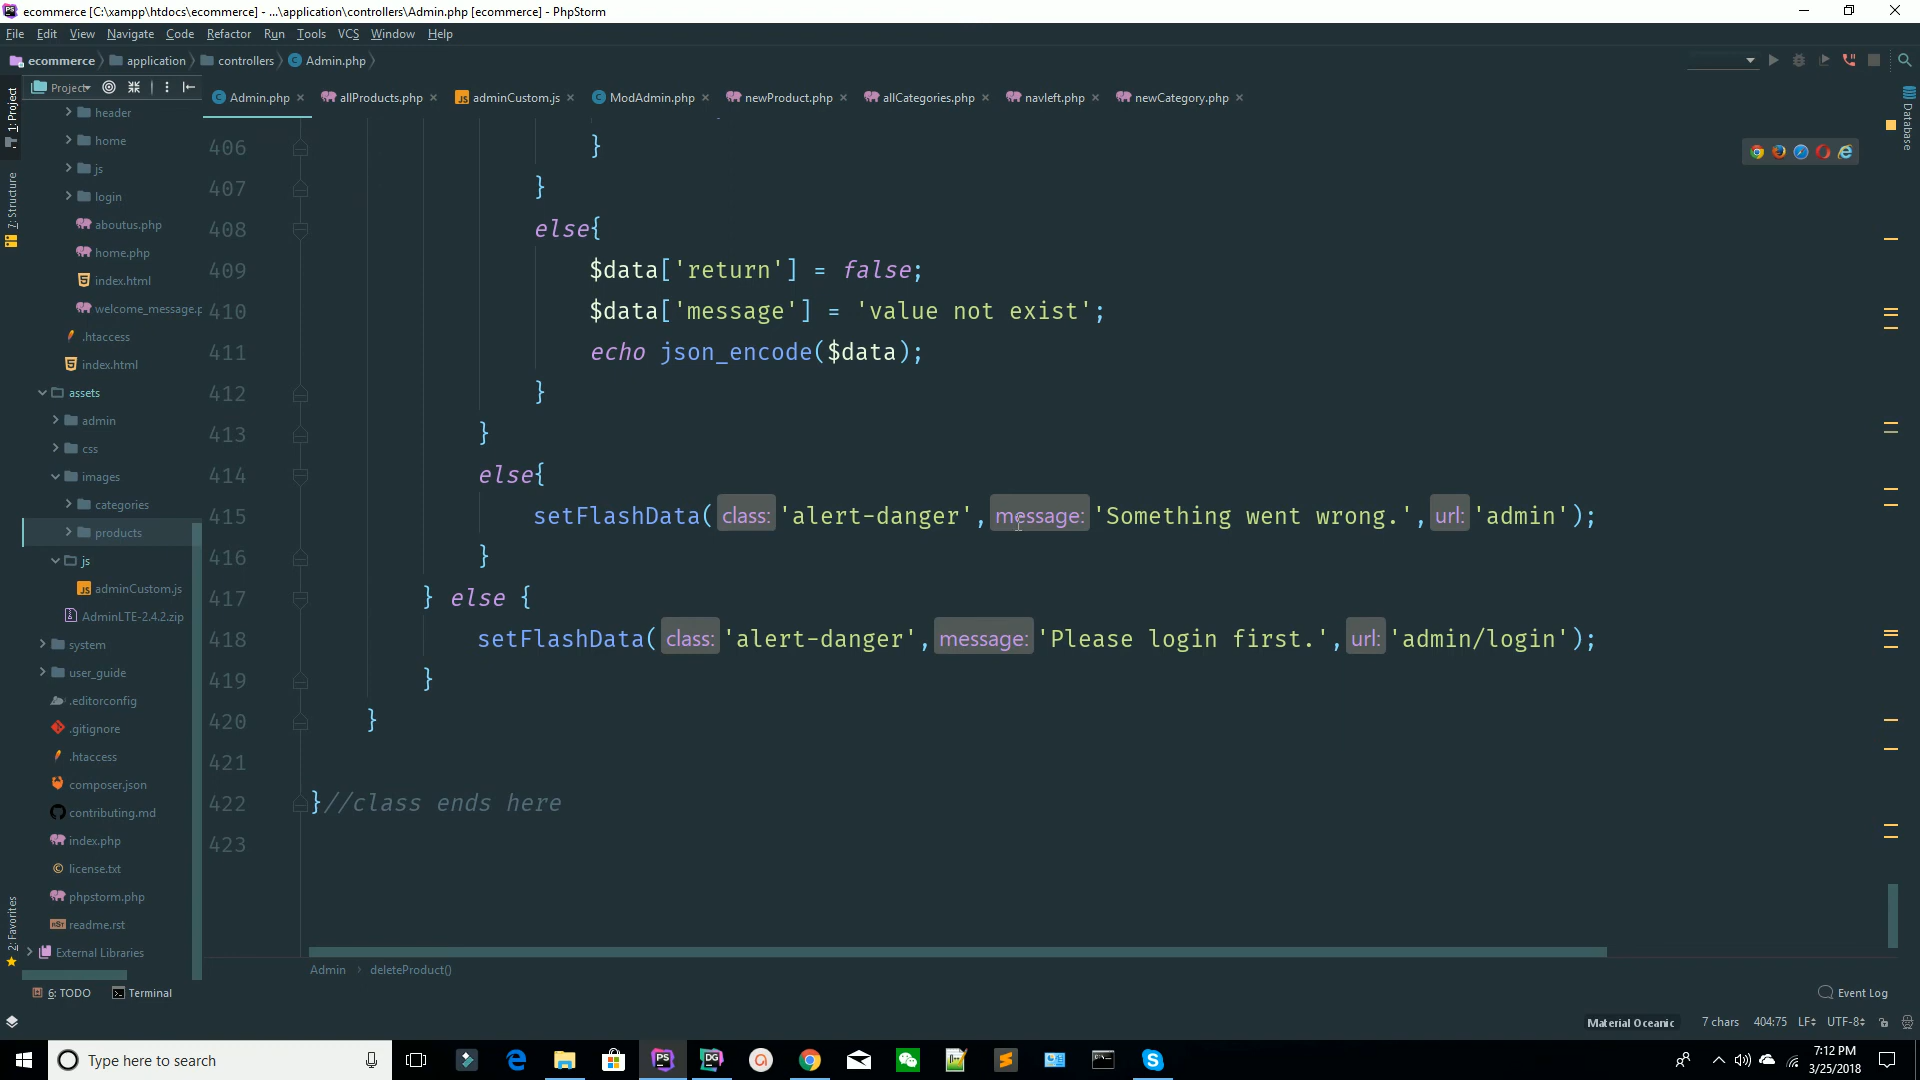 ecommerce [C:\xampp\htdocs\ecommerce] - ...\application\controllers\Admin.php [ecommerce] - PhpStorm
File Edit View Navigate Code Refactor Run Tools VCS Window Help
ecommerce application controllers Admin.php
Project
Admin.php allProducts.php adminCustom.js ModAdmin.php newProduct.php allCategories.php navleft.php newCategory.php
1: Project
7: Structure
2: Favorites
Database
header
home
js
login
aboutus.php
home.php
index.html
welcome_message.p
.htaccess
index.html
assets
admin
css
images
categories
products
js
adminCustom.js
AdminLTE-2.4.2.zip
system
user_guide
.editorconfig
.gitignore
.htaccess
composer.json
contributing.md
index.php
license.txt
phpstorm.php
readme.rst
External Libraries
406 }
407 }
408 else{
409 $data['return'] = false;
410 $data['message'] = 'value not exist';
411 echo json_encode($data);
412 }
413 }
414 else{
415 setFlashData( class: 'alert-danger', message: 'Something went wrong.', url: 'admin');
416 }
417 } else {
418 setFlashData( class: 'alert-danger', message: 'Please login first.', url: 'admin/login');
419 }
420 }
421
422 }//class ends here
423
Admin › deleteProduct()
6: TODO Terminal Event Log
Material Oceanic 7 chars 404:75 LF UTF-8
Type here to search
7:12 PM
3/25/2018